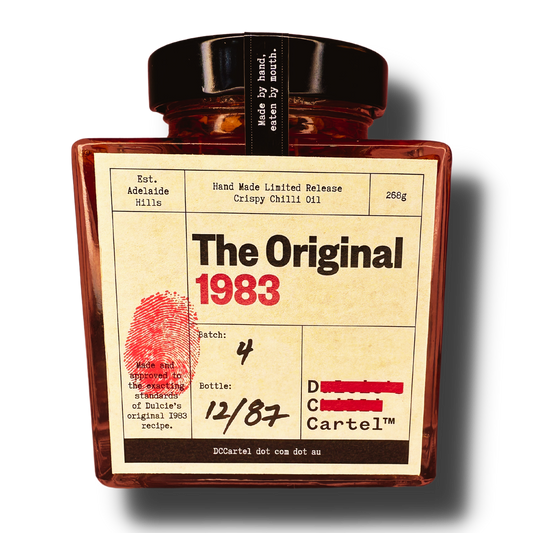 Made by hand,
eaten by mouth.
Est.
Adelaide
Hills
Hand Made Limited Release
Crispy Chilli Oil
268g
The Original
1983
Batch:
4
Bottle:
12/87
Made and
approved to
the exacting
standards
of Dulcie's
original 1983
recipe.
D
C
Cartel™
DCCartel dot com dot au